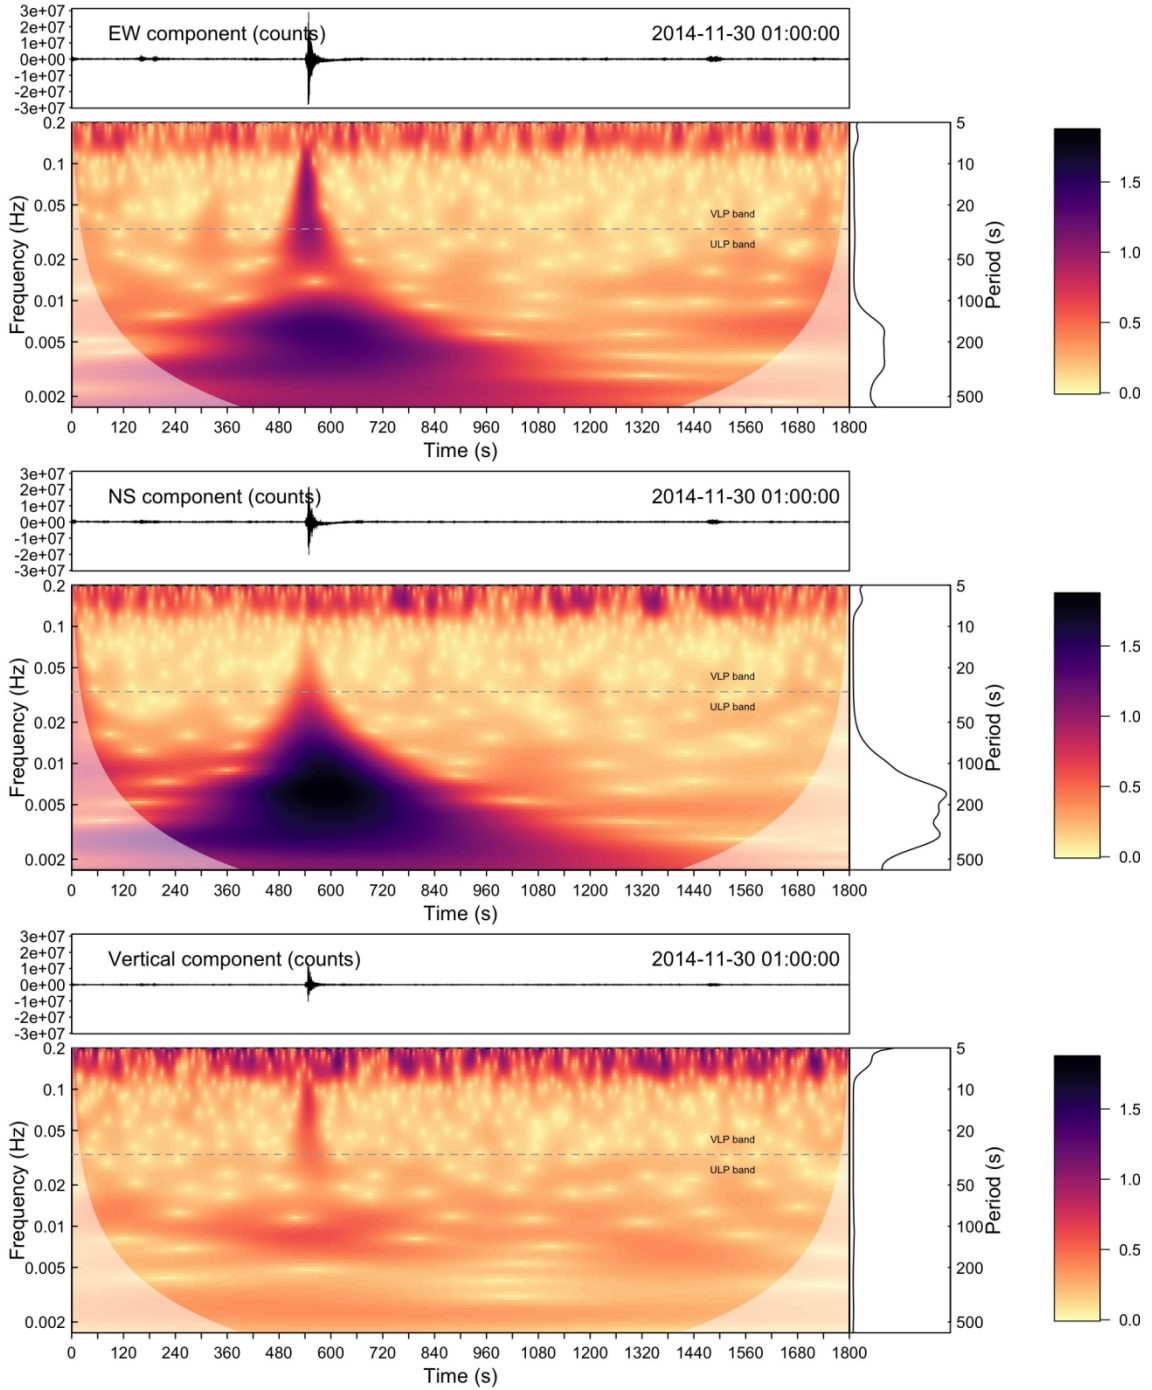 3e+07
2e+07
1e+07
0e+00
-1e+07
-2e+07
-3e+07
EW component (counts)
2014-11-30 01:00:00
0.2
0.1
0.05
0.02
0.01
0.005
0.002
Frequency (Hz)
VLP band
ULP band
5
10
20
50
100
200
500
Period (s)
1.5
1.0
0.5
0.0
0 120 240 360 480 600 720 840 960 1080 1200 1320 1440 1560 1680 1800
Time (s)
3e+07
2e+07
1e+07
0e+00
-1e+07
-2e+07
-3e+07
NS component (counts)
2014-11-30 01:00:00
0.2
0.1
0.05
0.02
0.01
0.005
0.002
Frequency (Hz)
VLP band
ULP band
5
10
20
50
100
200
500
Period (s)
1.5
1.0
0.5
0.0
0 120 240 360 480 600 720 840 960 1080 1200 1320 1440 1560 1680 1800
Time (s)
3e+07
2e+07
1e+07
0e+00
-1e+07
-2e+07
-3e+07
Vertical component (counts)
2014-11-30 01:00:00
0.2
0.1
0.05
0.02
0.01
0.005
0.002
Frequency (Hz)
VLP band
ULP band
5
10
20
50
100
200
500
Period (s)
1.5
1.0
0.5
0.0
0 120 240 360 480 600 720 840 960 1080 1200 1320 1440 1560 1680 1800
Time (s)